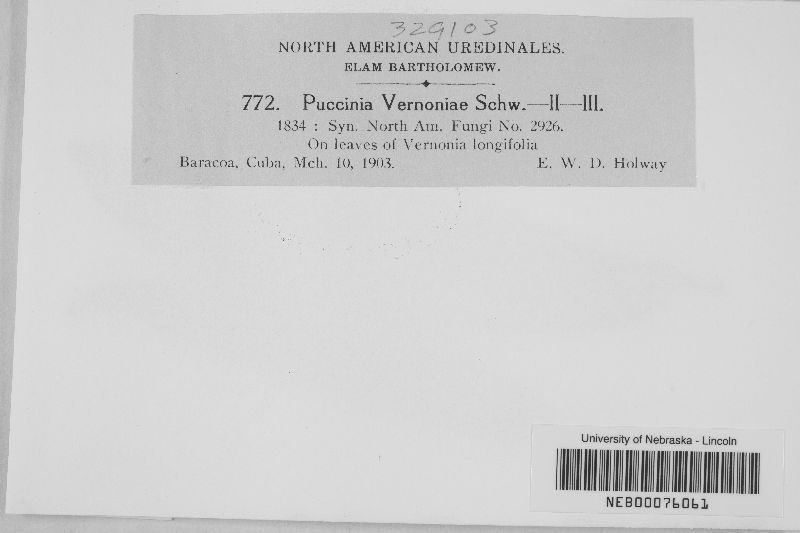 329103
NORTH AMERICAN UREDINALES.
ELAM BARTHOLOMEW.
772. Puccinia Vernoniae Schw.—II—III.
1834 : Syn. North Am. Fungi No. 2926.
On leaves of Vernonia longifolia
Baracoa, Cuba, Mch. 10, 1903. E. W. D. Holway
University of Nebraska - Lincoln
NEB00076061